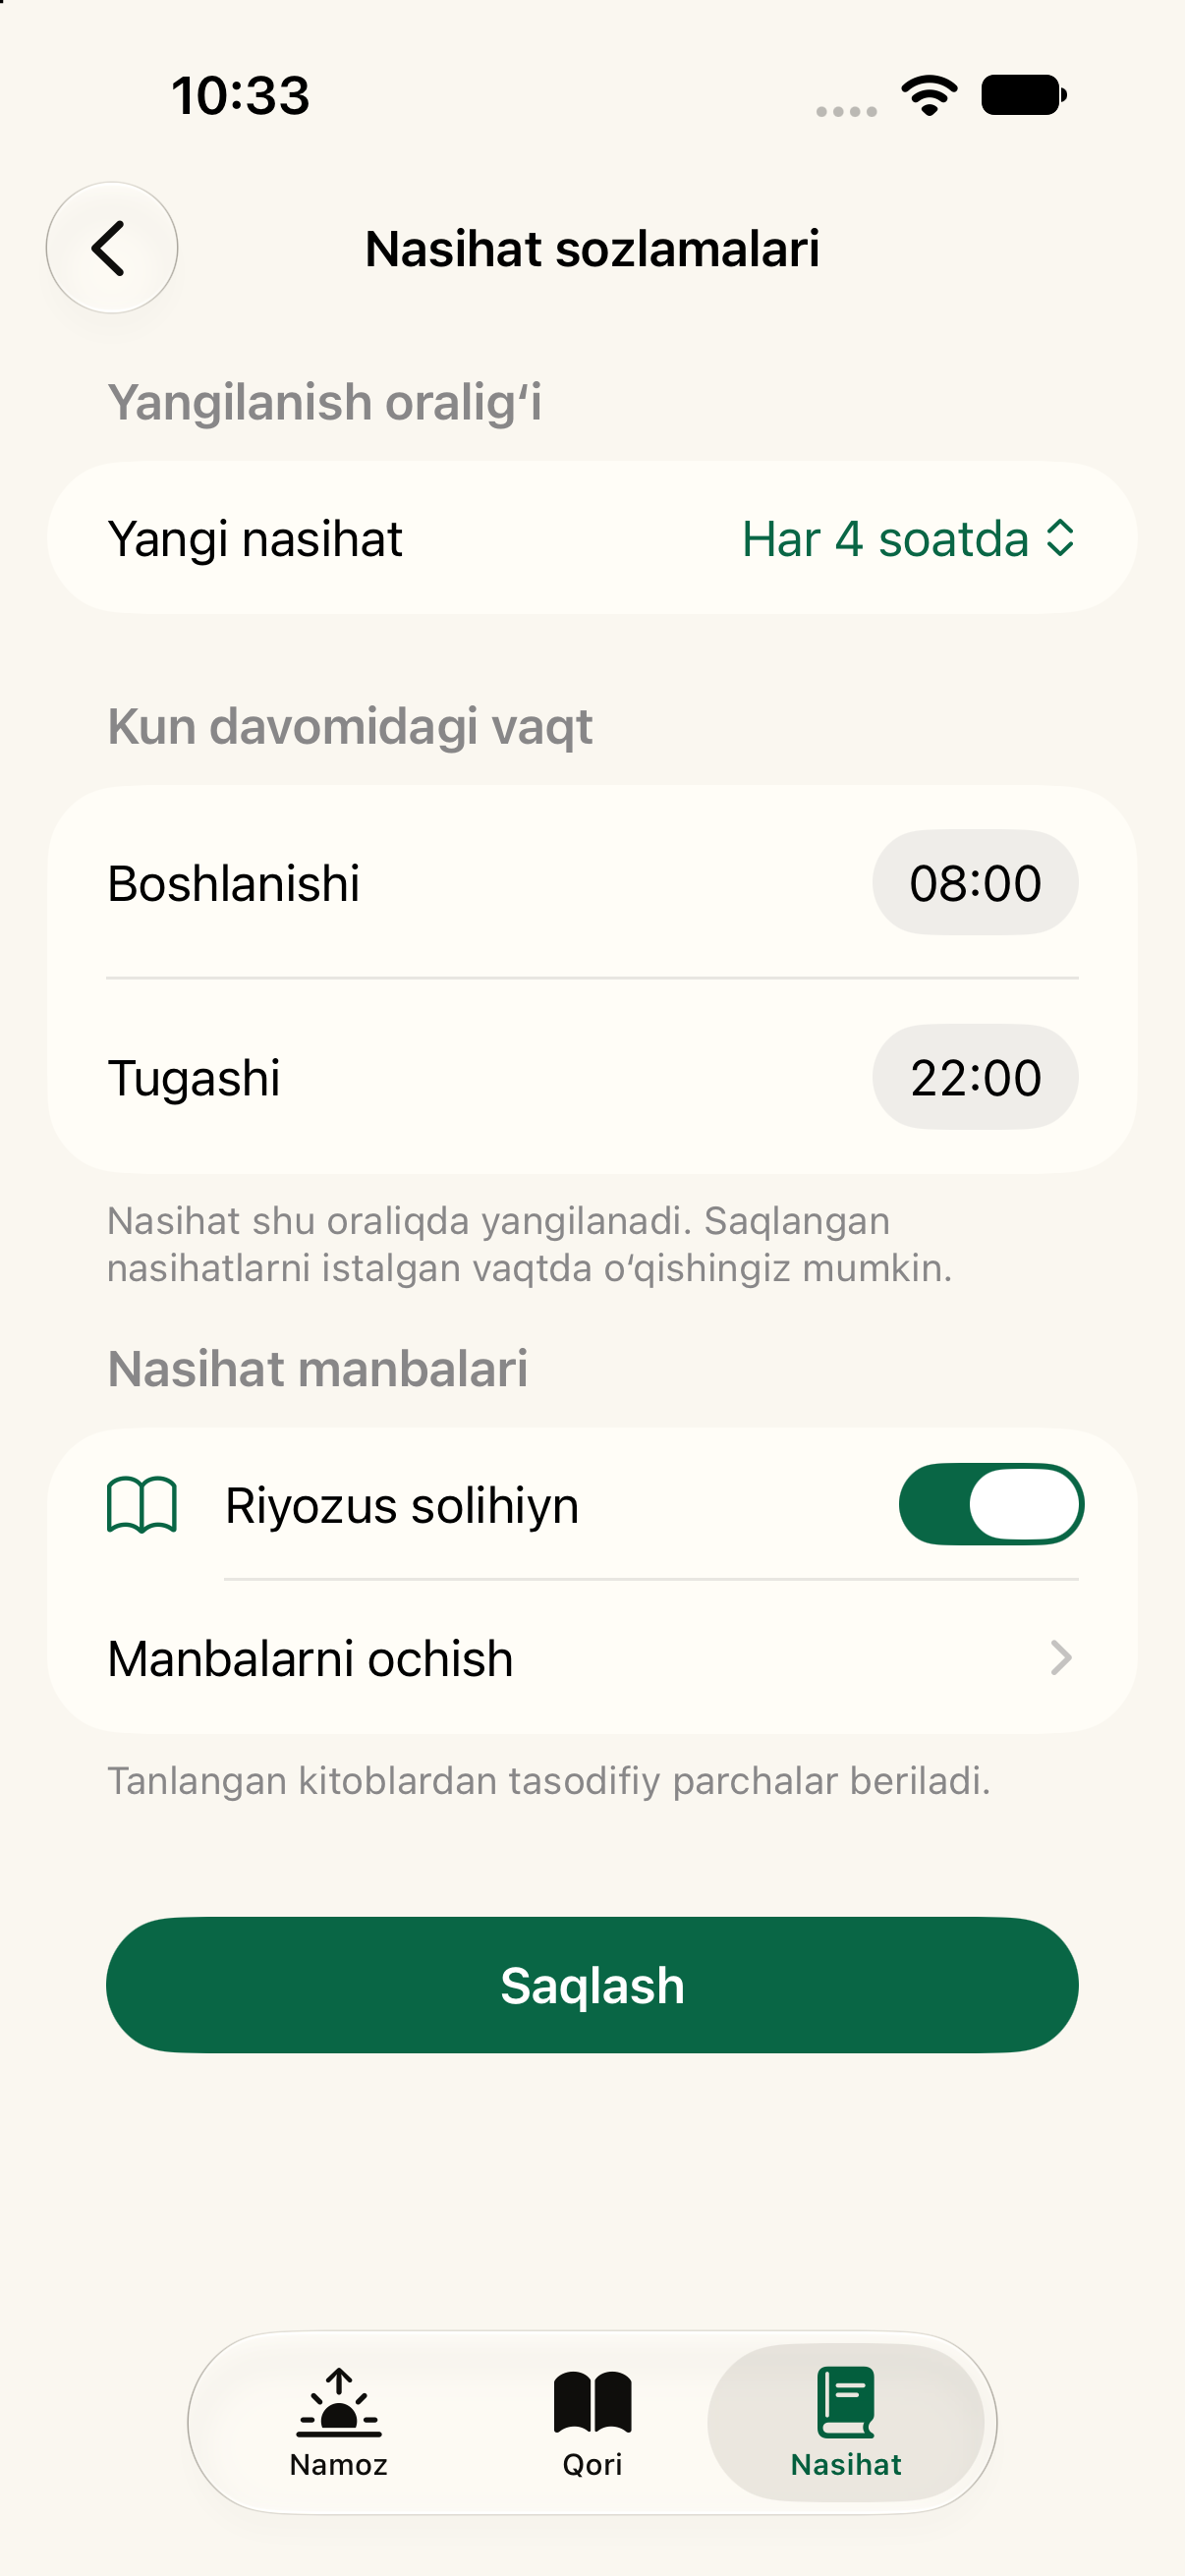 10:33
Nasihat sozlamalari
Yangilanish oralig‘i
Yangi nasihat Har 4 soatda
Kun davomidagi vaqt
Boshlanishi 08:00
Tugashi 22:00
Nasihat shu oraliqda yangilanadi. Saqlangan
nasihatlarni istalgan vaqtda o‘qishingiz mumkin.
Nasihat manbalari
Riyozus solihiyn
Manbalarni ochish
Tanlangan kitoblardan tasodifiy parchalar beriladi.
Saqlash
Namoz Qori Nasihat